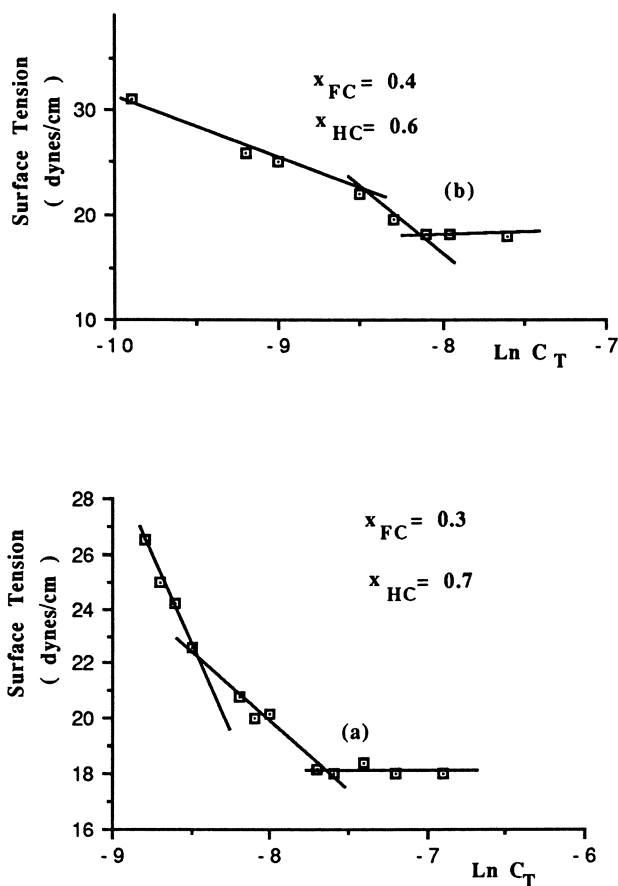 Surface Tension
( dynes/cm )
30
20
10
x FC = 0.4
x HC = 0.6
(b)
-10
-9
-8
-7
Ln C T
Surface Tension
( dynes/cm )
28
26
24
22
20
18
16
x FC = 0.3
x HC = 0.7
(a)
-9
-8
-7
-6
Ln C T